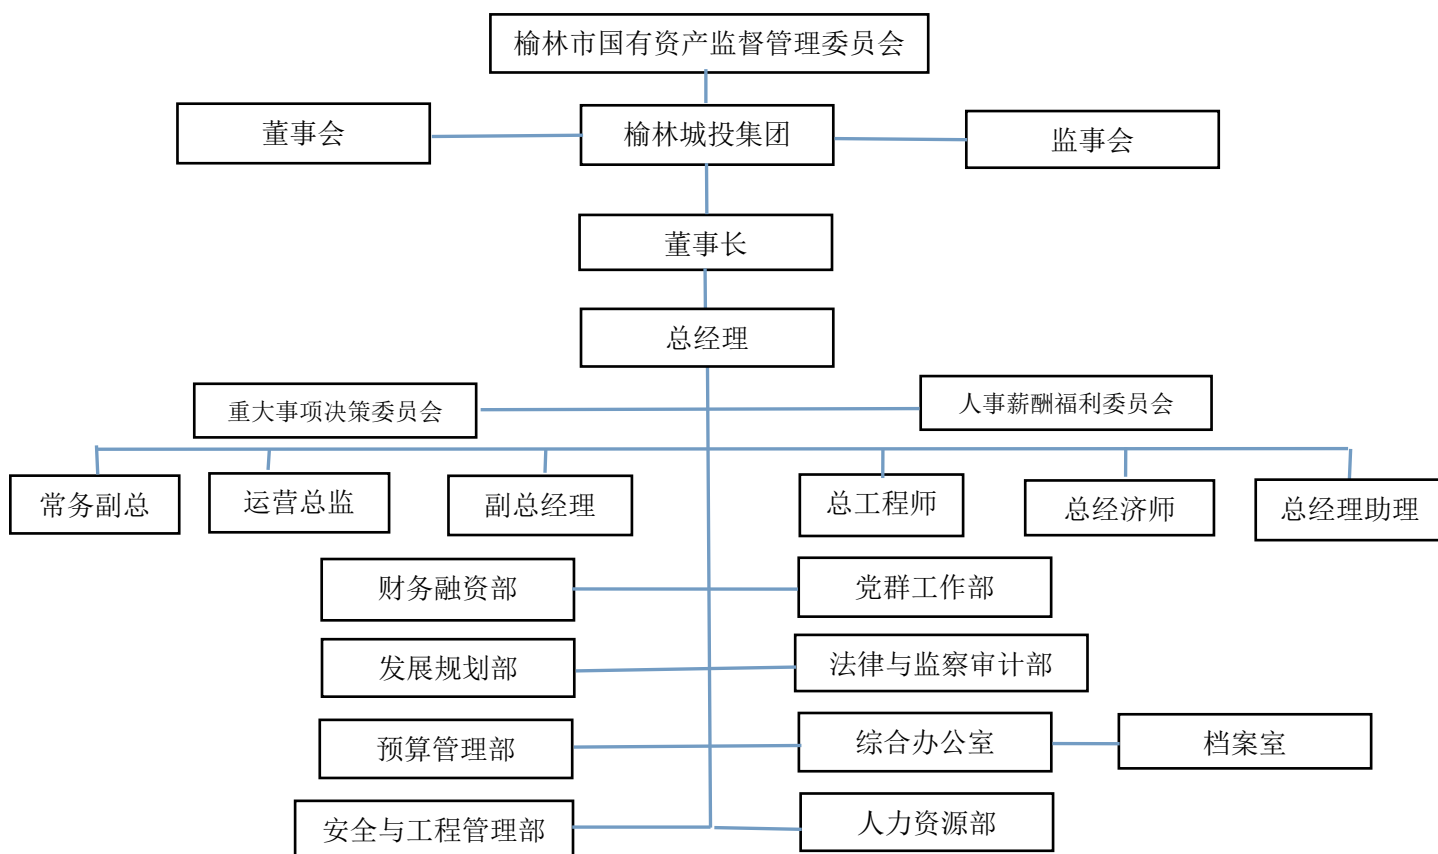 榆林市国有资产监督管理委员会
董事会
榆林城投集团
监事会
董事长
总经理
重大事项决策委员会
人事薪酬福利委员会
常务副总
运营总监
副总经理
总工程师
总经济师
总经理助理
财务融资部
党群工作部
发展规划部
法律与监察审计部
预算管理部
综合办公室
档案室
安全与工程管理部
人力资源部